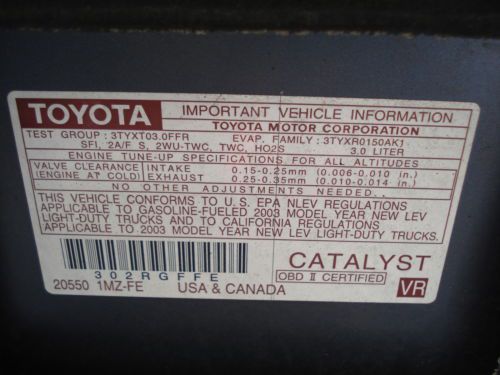 TOYOTA IMPORTANT VEHICLE INFORMATION
TOYOTA MOTOR CORPORATION
TEST GROUP : 3TYXT03.0FFR EVAP. FAMILY : 3TYXR0150AK1
SFI, 2A/F S, 2WU-TWC, TWC, HO2S 3.0 LITER
ENGINE TUNE-UP SPECIFICATIONS FOR ALL ALTITUDES
VALVE CLEARANCE INTAKE 0.15-0.25mm (0.006-0.010 in.)
(ENGINE AT COLD) EXHAUST 0.25-0.35mm (0.010-0.014 in.)
NO OTHER ADJUSTMENTS NEEDED.
THIS VEHICLE CONFORMS TO U.S. EPA NLEV REGULATIONS
APPLICABLE TO GASOLINE-FUELED 2003 MODEL YEAR NEW LEV
LIGHT-DUTY TRUCKS AND TO CALIFORNIA REGULATIONS
APPLICABLE TO 2003 MODEL YEAR NEW LEV LIGHT-DUTY TRUCKS.
302RGFFE
CATALYST
OBD II CERTIFIED
20550 1MZ-FE USA & CANADA VR